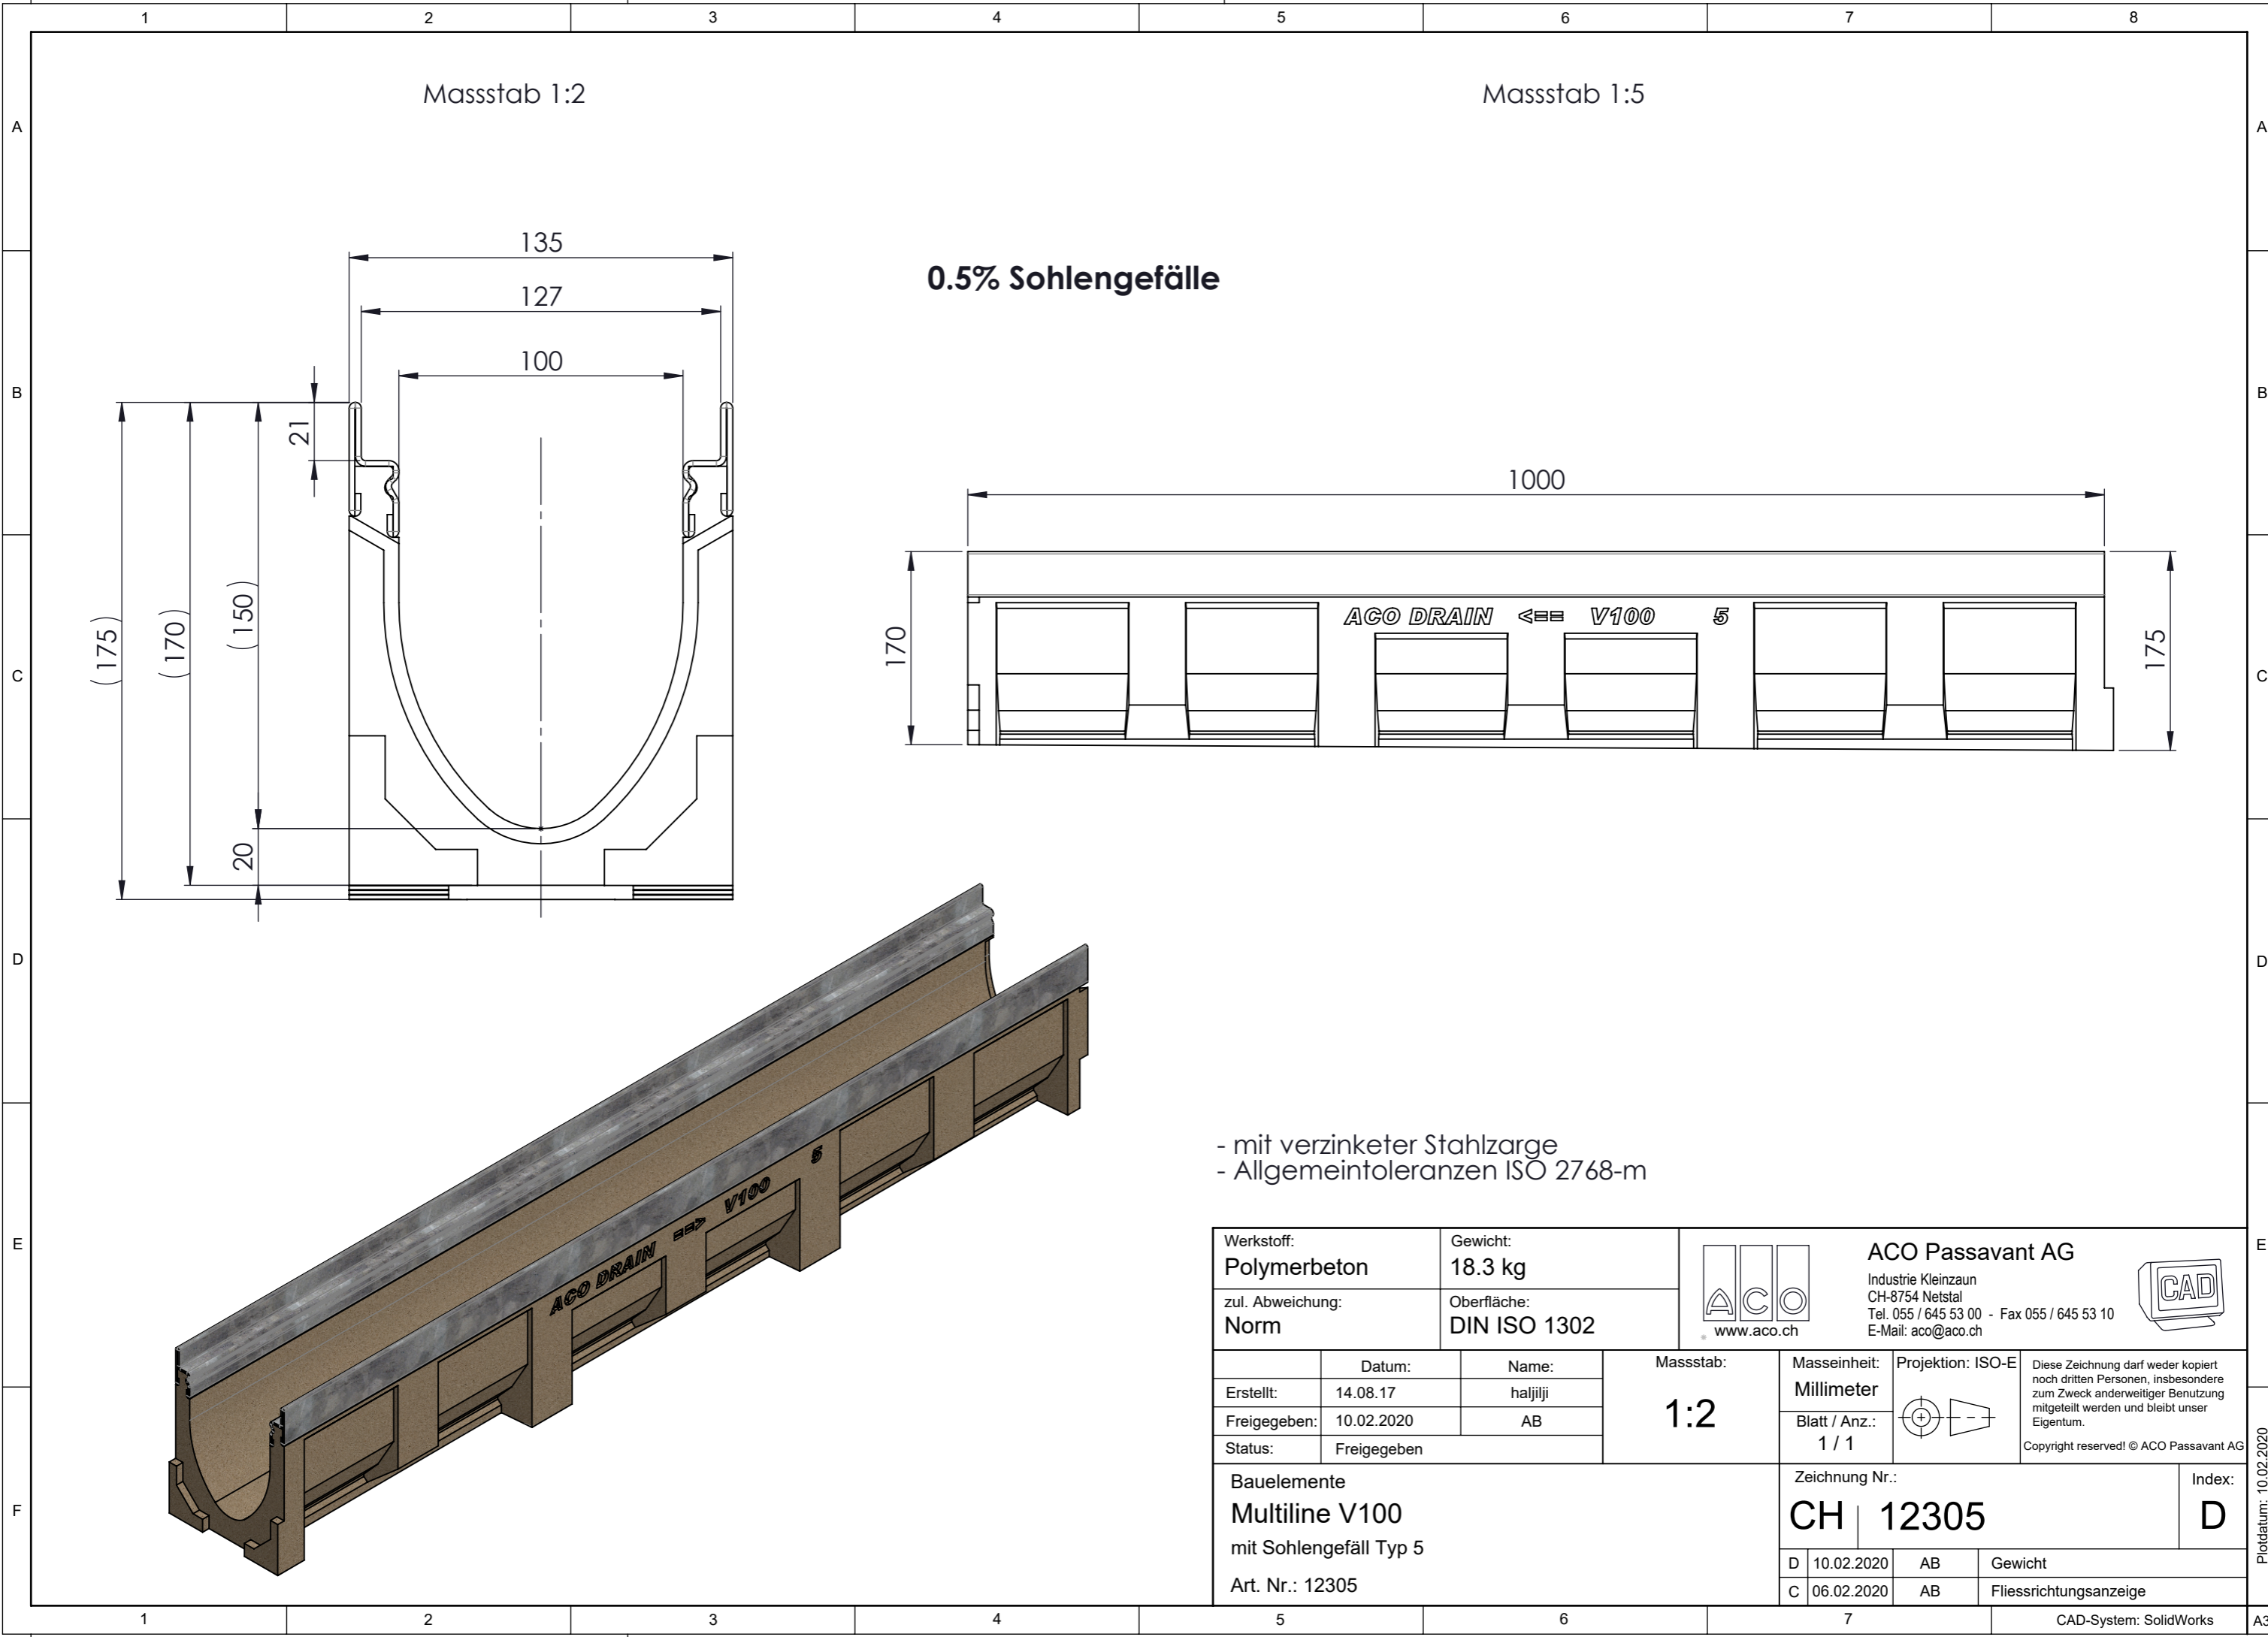 1 2 3 4 5 6 7 8
Massstab 1:2
Massstab 1:5
A
A
135
0.5% Sohlengefälle
127
100
B
B
21
1000
(175)
(170)
(150)
170
ACO DRAIN <== V100 5
175
C
C
20
D
D
ACO DRAIN ==> V100 5
- mit verzinketer Stahlzarge
- Allgemeintoleranzen ISO 2768-m
E
E
Werkstoff:
Polymerbeton
Gewicht:
18.3 kg
zul. Abweichung:
Norm
Oberfläche:
DIN ISO 1302
ACO
www.aco.ch
ACO Passavant AG
Industrie Kleinzaun
CH-8754 Netstal
Tel. 055 / 645 53 00 - Fax 055 / 645 53 10
E-Mail: aco@aco.ch
CAD
Datum: Name:
Erstellt: 14.08.17 haljilji
Freigegeben: 10.02.2020 AB
Status: Freigegeben
Massstab:
1:2
Masseinheit:
Millimeter
Blatt / Anz.:
1 / 1
Projektion: ISO-E
Diese Zeichnung darf weder kopiert
noch dritten Personen, insbesondere
zum Zweck anderweitiger Benutzung
mitgeteilt werden und bleibt unser
Eigentum.
Copyright reserved! © ACO Passavant AG
Bauelemente
Multiline V100
mit Sohlengefäll Typ 5
Art. Nr.: 12305
Zeichnung Nr.:
CH 12305
Index:
D
D 10.02.2020 AB Gewicht
C 06.02.2020 AB Fliessrichtungsanzeige
F
Plotdatum: 10.02.2020
1 2 3 4 5 6 7
CAD-System: SolidWorks
A3